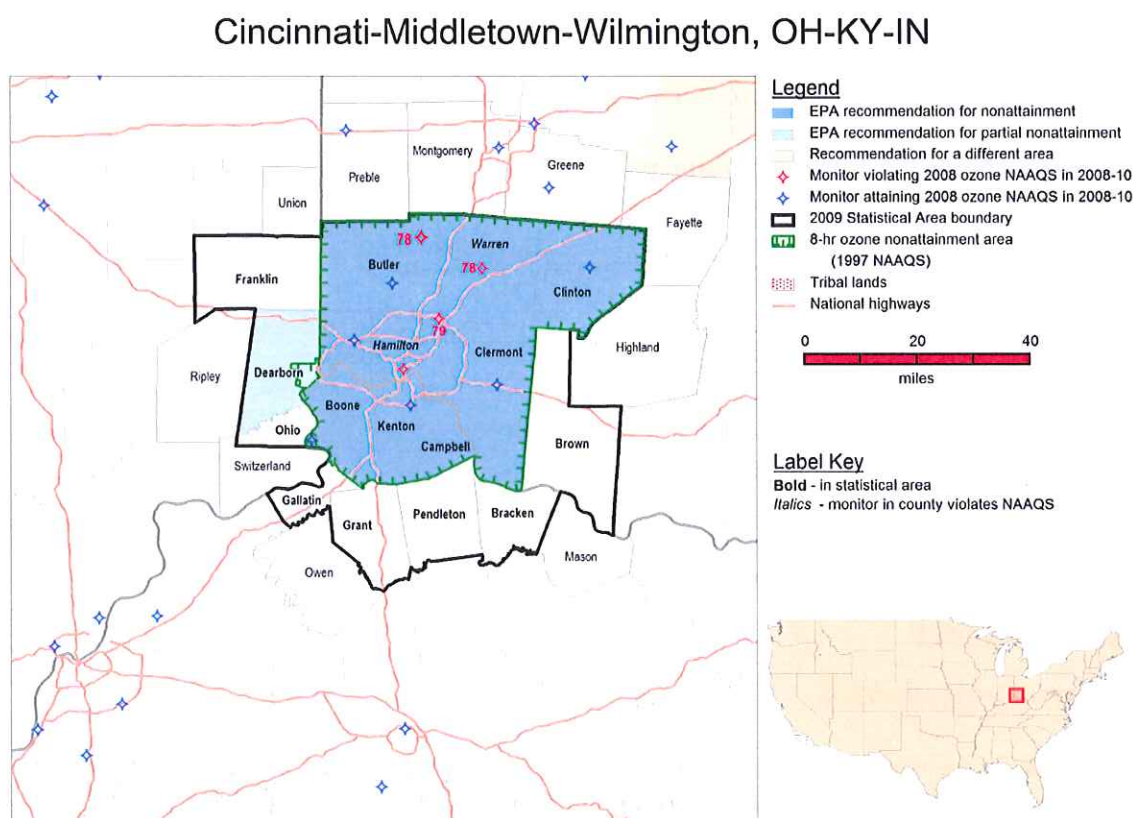 Cincinnati-Middletown-Wilmington, OH-KY-IN
Legend
EPA recommendation for nonattainment
EPA recommendation for partial nonattainment
Recommendation for a different area
Monitor violating 2008 ozone NAAQS in 2008-10
Monitor attaining 2008 ozone NAAQS in 2008-10
2009 Statistical Area boundary
8-hr ozone nonattainment area
(1997 NAAQS)
Tribal lands
National highways
0 20 40
miles
Label Key
Bold - in statistical area
Italics - monitor in county violates NAAQS
Montgomery
Greene
Preble
Union
Fayette
78
Warren
Butler
78
Franklin
Clinton
79
Hamilton
Clermont
Highland
Ripley
Dearborn
Boone
Ohio
Kenton
Campbell
Brown
Switzerland
Gallatin
Grant
Pendleton
Bracken
Mason
Owen